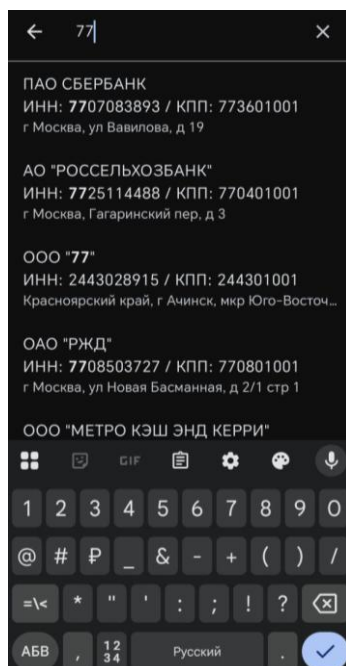 77
ПАО СБЕРБАНК
ИНН: 7707083893 / КПП: 773601001
г Москва, ул Вавилова, д 19
АО "РОССЕЛЬХОЗБАНК"
ИНН: 7725114488 / КПП: 770401001
г Москва, Гагаринский пер, д 3
ООО "77"
ИНН: 2443028915 / КПП: 244301001
Красноярский край, г Ачинск, мкр Юго-Восточ...
ОАО "РЖД"
ИНН: 7708503727 / КПП: 770801001
г Москва, ул Новая Басманная, д 2/1 стр 1
ООО "МЕТРО КЭШ ЭНД КЕРРИ"
GIF
1 2 3 4 5 6 7 8 9 0
@ # ₽ _ & - + ( ) /
=\< * " ' : ; ! ?
АБВ , 12 34 Русский .